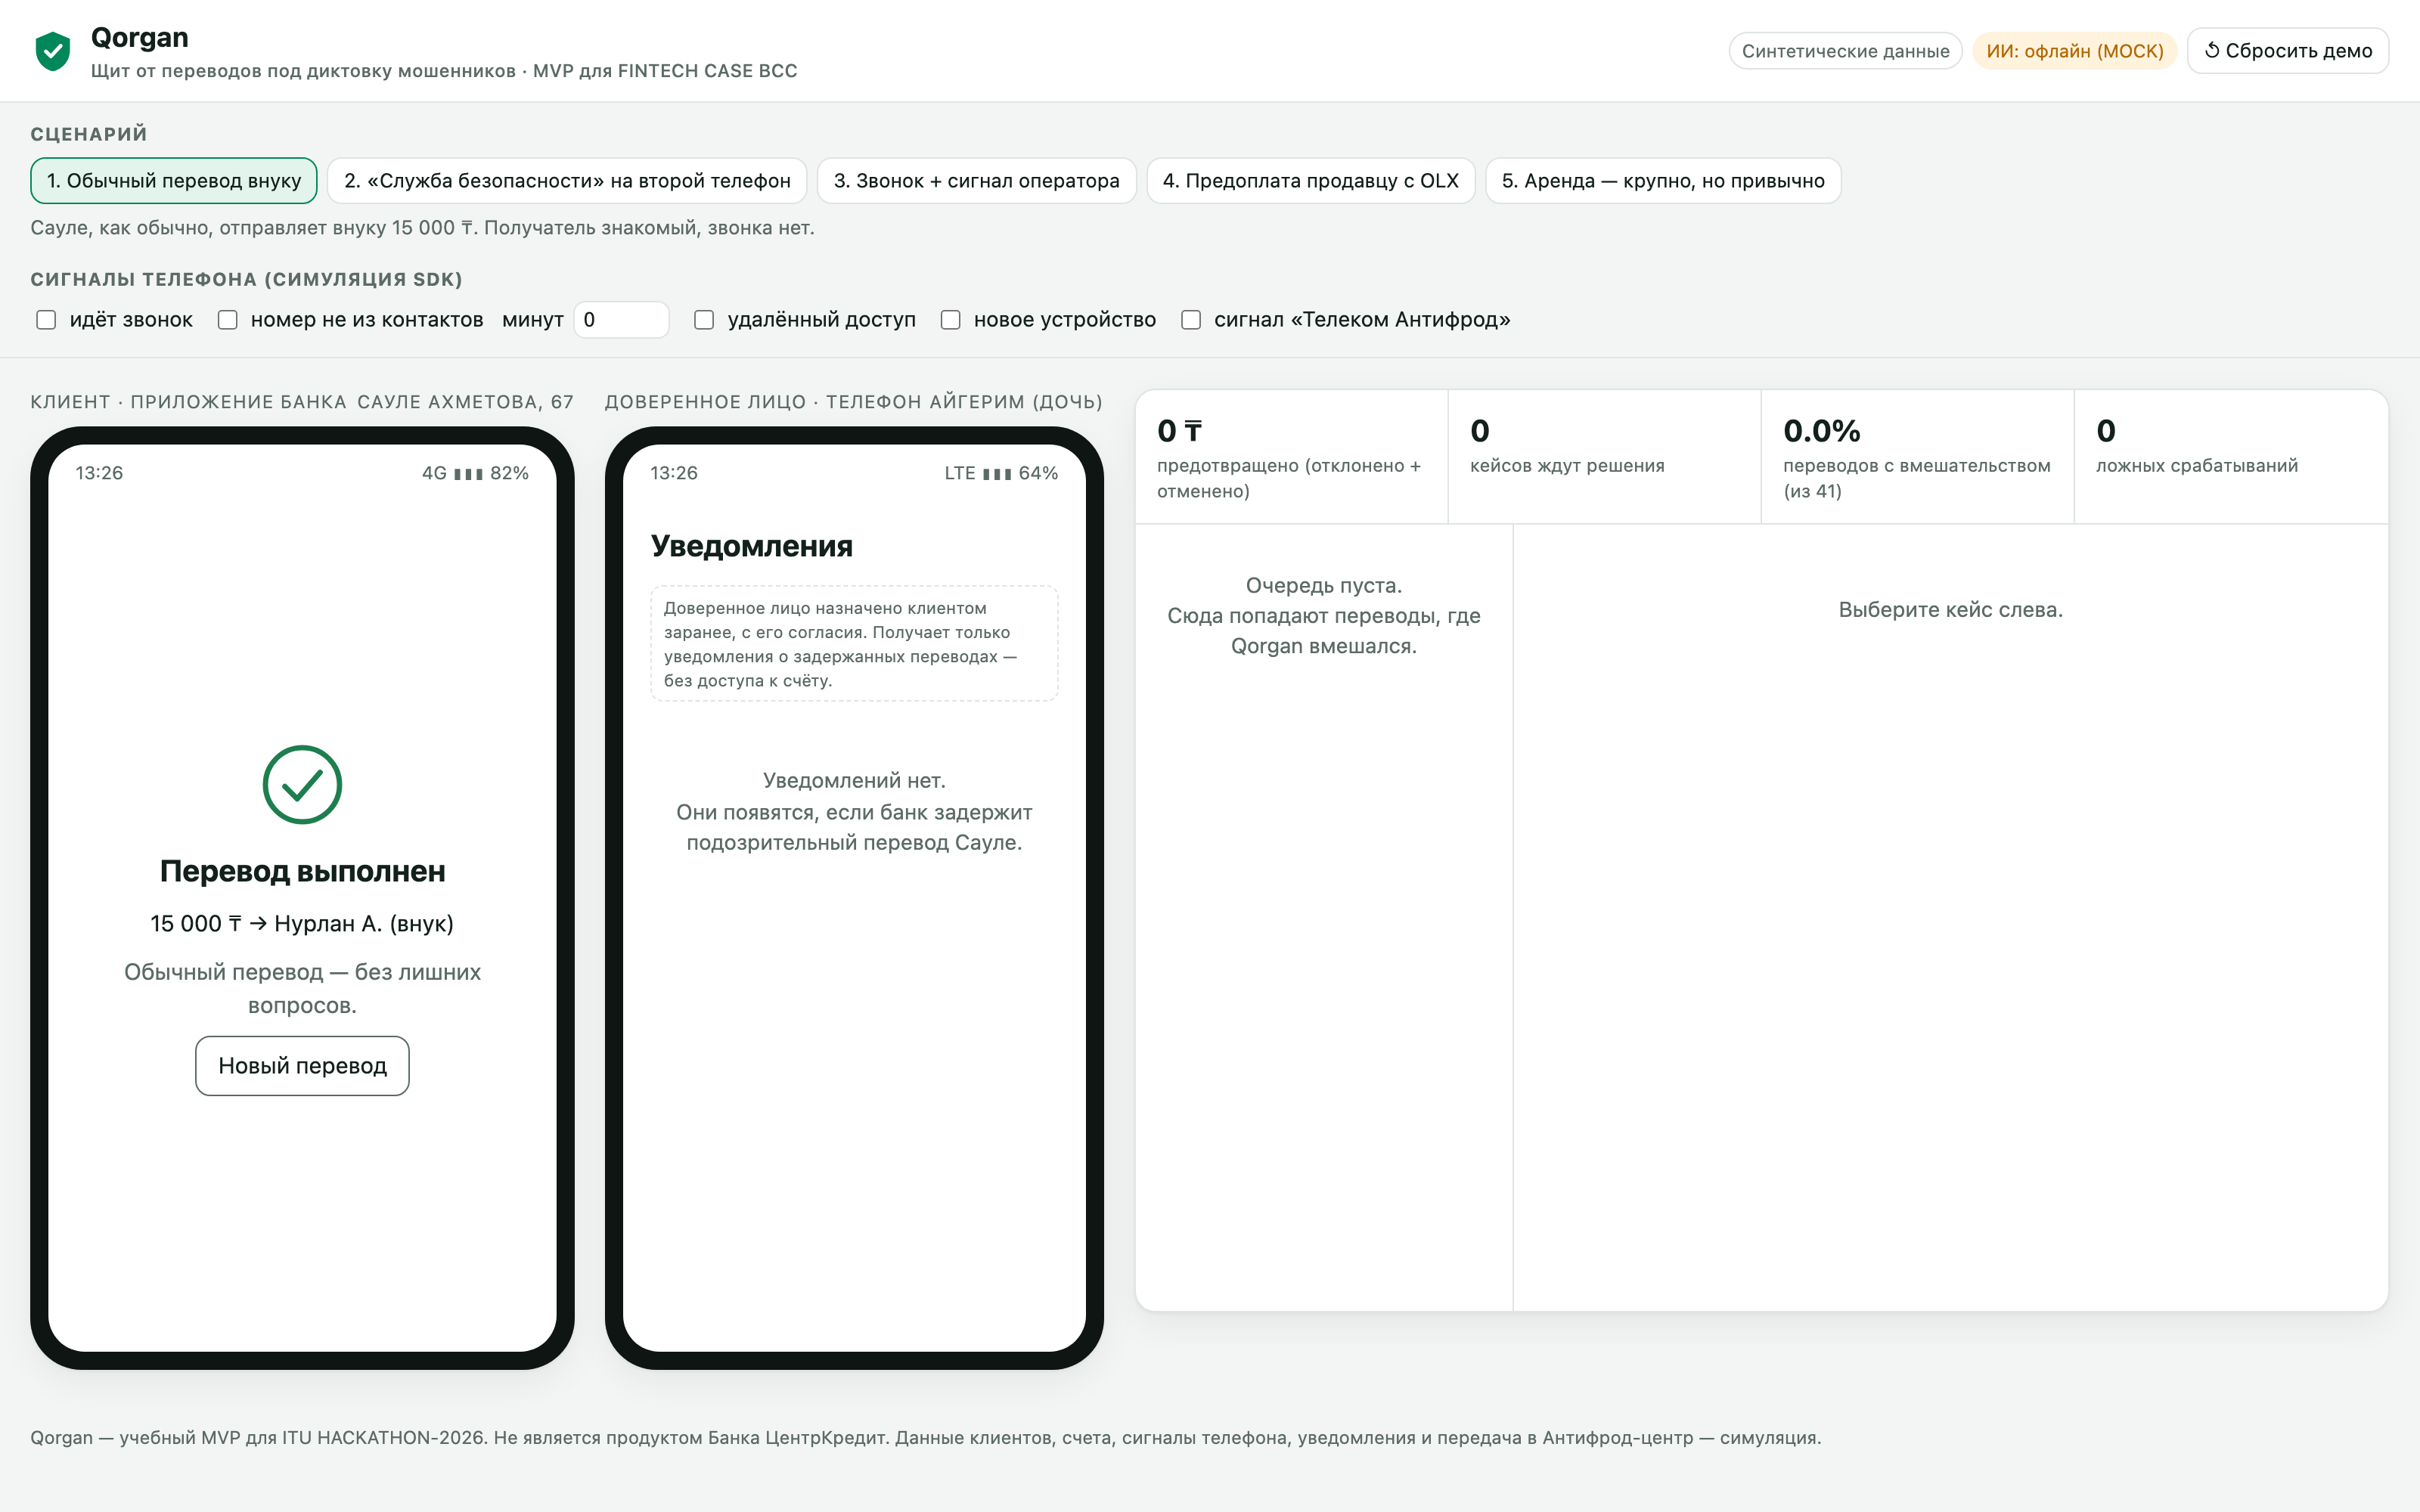 Qorgan
Щит от переводов под диктовку мошенников · MVP для FINTECH CASE BCC
Синтетические данные
ИИ: офлайн (MOCK)
Сбросить демо
СЦЕНАРИЙ
1. Обычный перевод внуку
2. «Служба безопасности» на второй телефон
3. Звонок + сигнал оператора
4. Предоплата продавцу с OLX
5. Аренда — крупно, но привычно
Сауле, как обычно, отправляет внуку 15 000 ₸. Получатель знакомый, звонка нет.
СИГНАЛЫ ТЕЛЕФОНА (СИМУЛЯЦИЯ SDK)
идёт звонок
номер не из контактов
минут
0
удалённый доступ
новое устройство
сигнал «Телеком Антифрод»
КЛИЕНТ · ПРИЛОЖЕНИЕ БАНКА
САУЛЕ АХМЕТОВА, 67
13:26
4G ▮▮▮ 82%
Перевод выполнен
15 000 ₸ → Нурлан А. (внук)
Обычный перевод — без лишних
вопросов.
Новый перевод
ДОВЕРЕННОЕ ЛИЦО · ТЕЛЕФОН АЙГЕРИМ (ДОЧЬ)
13:26
LTE ▮▮▮ 64%
Уведомления
Доверенное лицо назначено клиентом
заранее, с его согласия. Получает только
уведомления о задержанных переводах —
без доступа к счёту.
Уведомлений нет.
Они появятся, если банк задержит
подозрительный перевод Сауле.
0 ₸
предотвращено (отклонено +
отменено)
0
кейсов ждут решения
0.0%
переводов с вмешательством
(из 41)
0
ложных срабатываний
Очередь пуста.
Сюда попадают переводы, где
Qorgan вмешался.
Выберите кейс слева.
Qorgan — учебный MVP для ITU HACKATHON-2026. Не является продуктом Банка ЦентрКредит. Данные клиентов, счета, сигналы телефона, уведомления и передача в Антифрод-центр — симуляция.